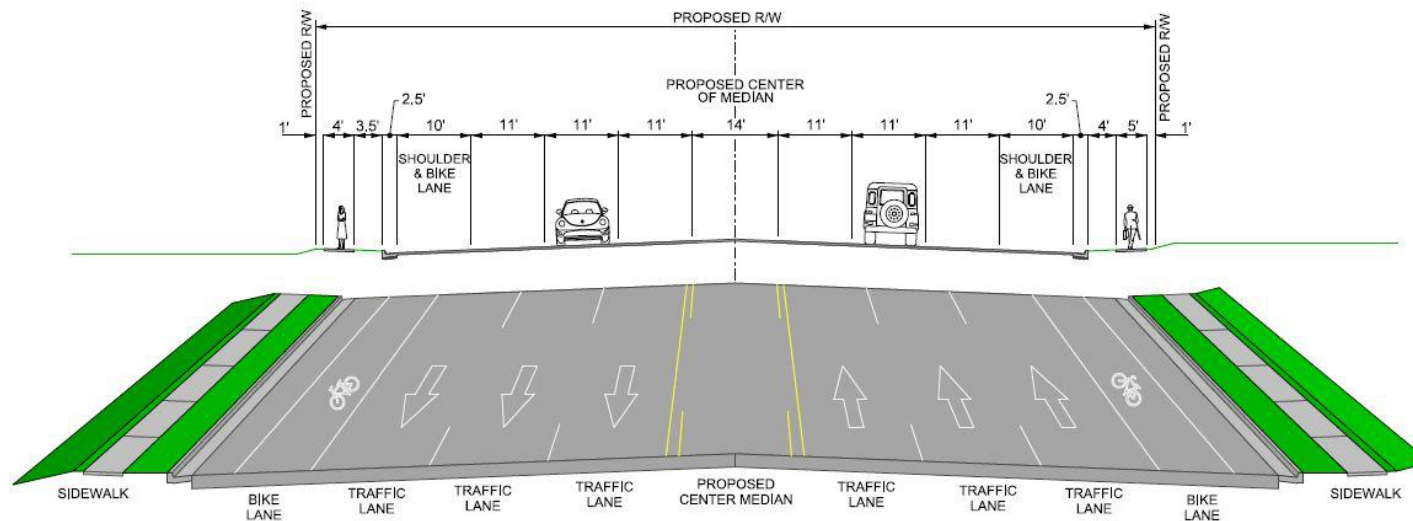 PROPOSED R/W
PROPOSED R/W
PROPOSED R/W
PROPOSED CENTER
OF MEDIAN
2.5'
2.5'
1'
4'
3.5'
10'
11'
11'
11'
14'
11'
11'
11'
10'
4'
5'
1'
SHOULDER
& BIKE
LANE
SHOULDER
& BIKE
LANE
SIDEWALK
BIKE
LANE
TRAFFIC
LANE
TRAFFIC
LANE
TRAFFIC
LANE
PROPOSED
CENTER MEDIAN
TRAFFIC
LANE
TRAFFIC
LANE
TRAFFIC
LANE
BIKE
LANE
SIDEWALK